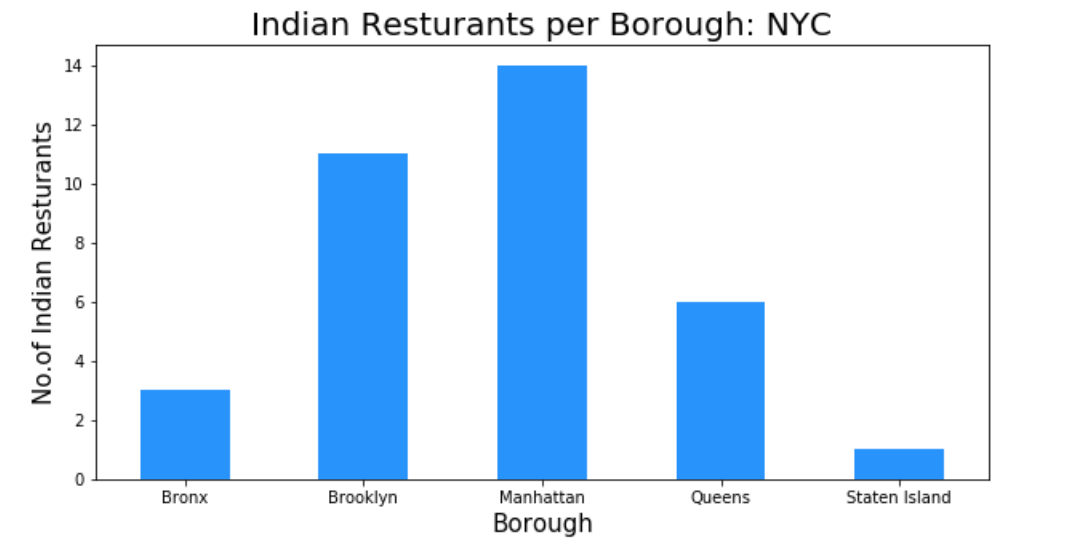 Indian Resturants per Borough: NYC
No.of Indian Resturants
14
12
10
8
6
4
2
0
Bronx Brooklyn Manhattan Queens Staten Island
Borough